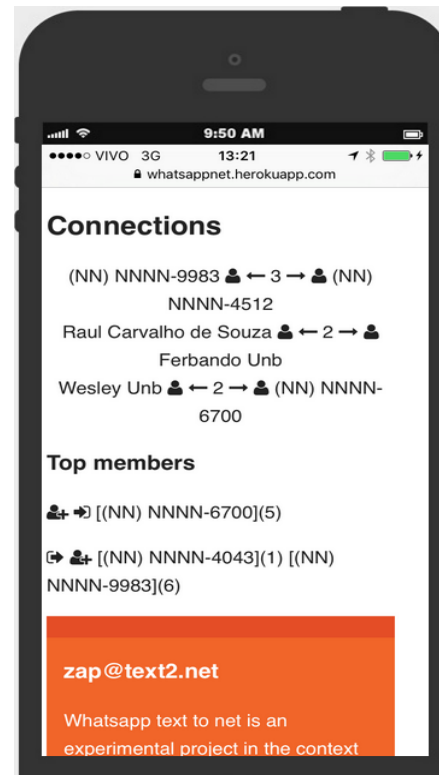 9:50 AM
VIVO 3G 13:21
whatsappnet.herokuapp.com
Connections
(NN) NNNN-9983 ← 3 → (NN)
NNNN-4512
Raul Carvalho de Souza ← 2 →
Ferbando Unb
Wesley Unb ← 2 → (NN) NNNN-
6700
Top members
[(NN) NNNN-6700](5)
[(NN) NNNN-4043](1) [(NN)
NNNN-9983](6)
zap@text2.net
Whatsapp text to net is an
experimental project in the context